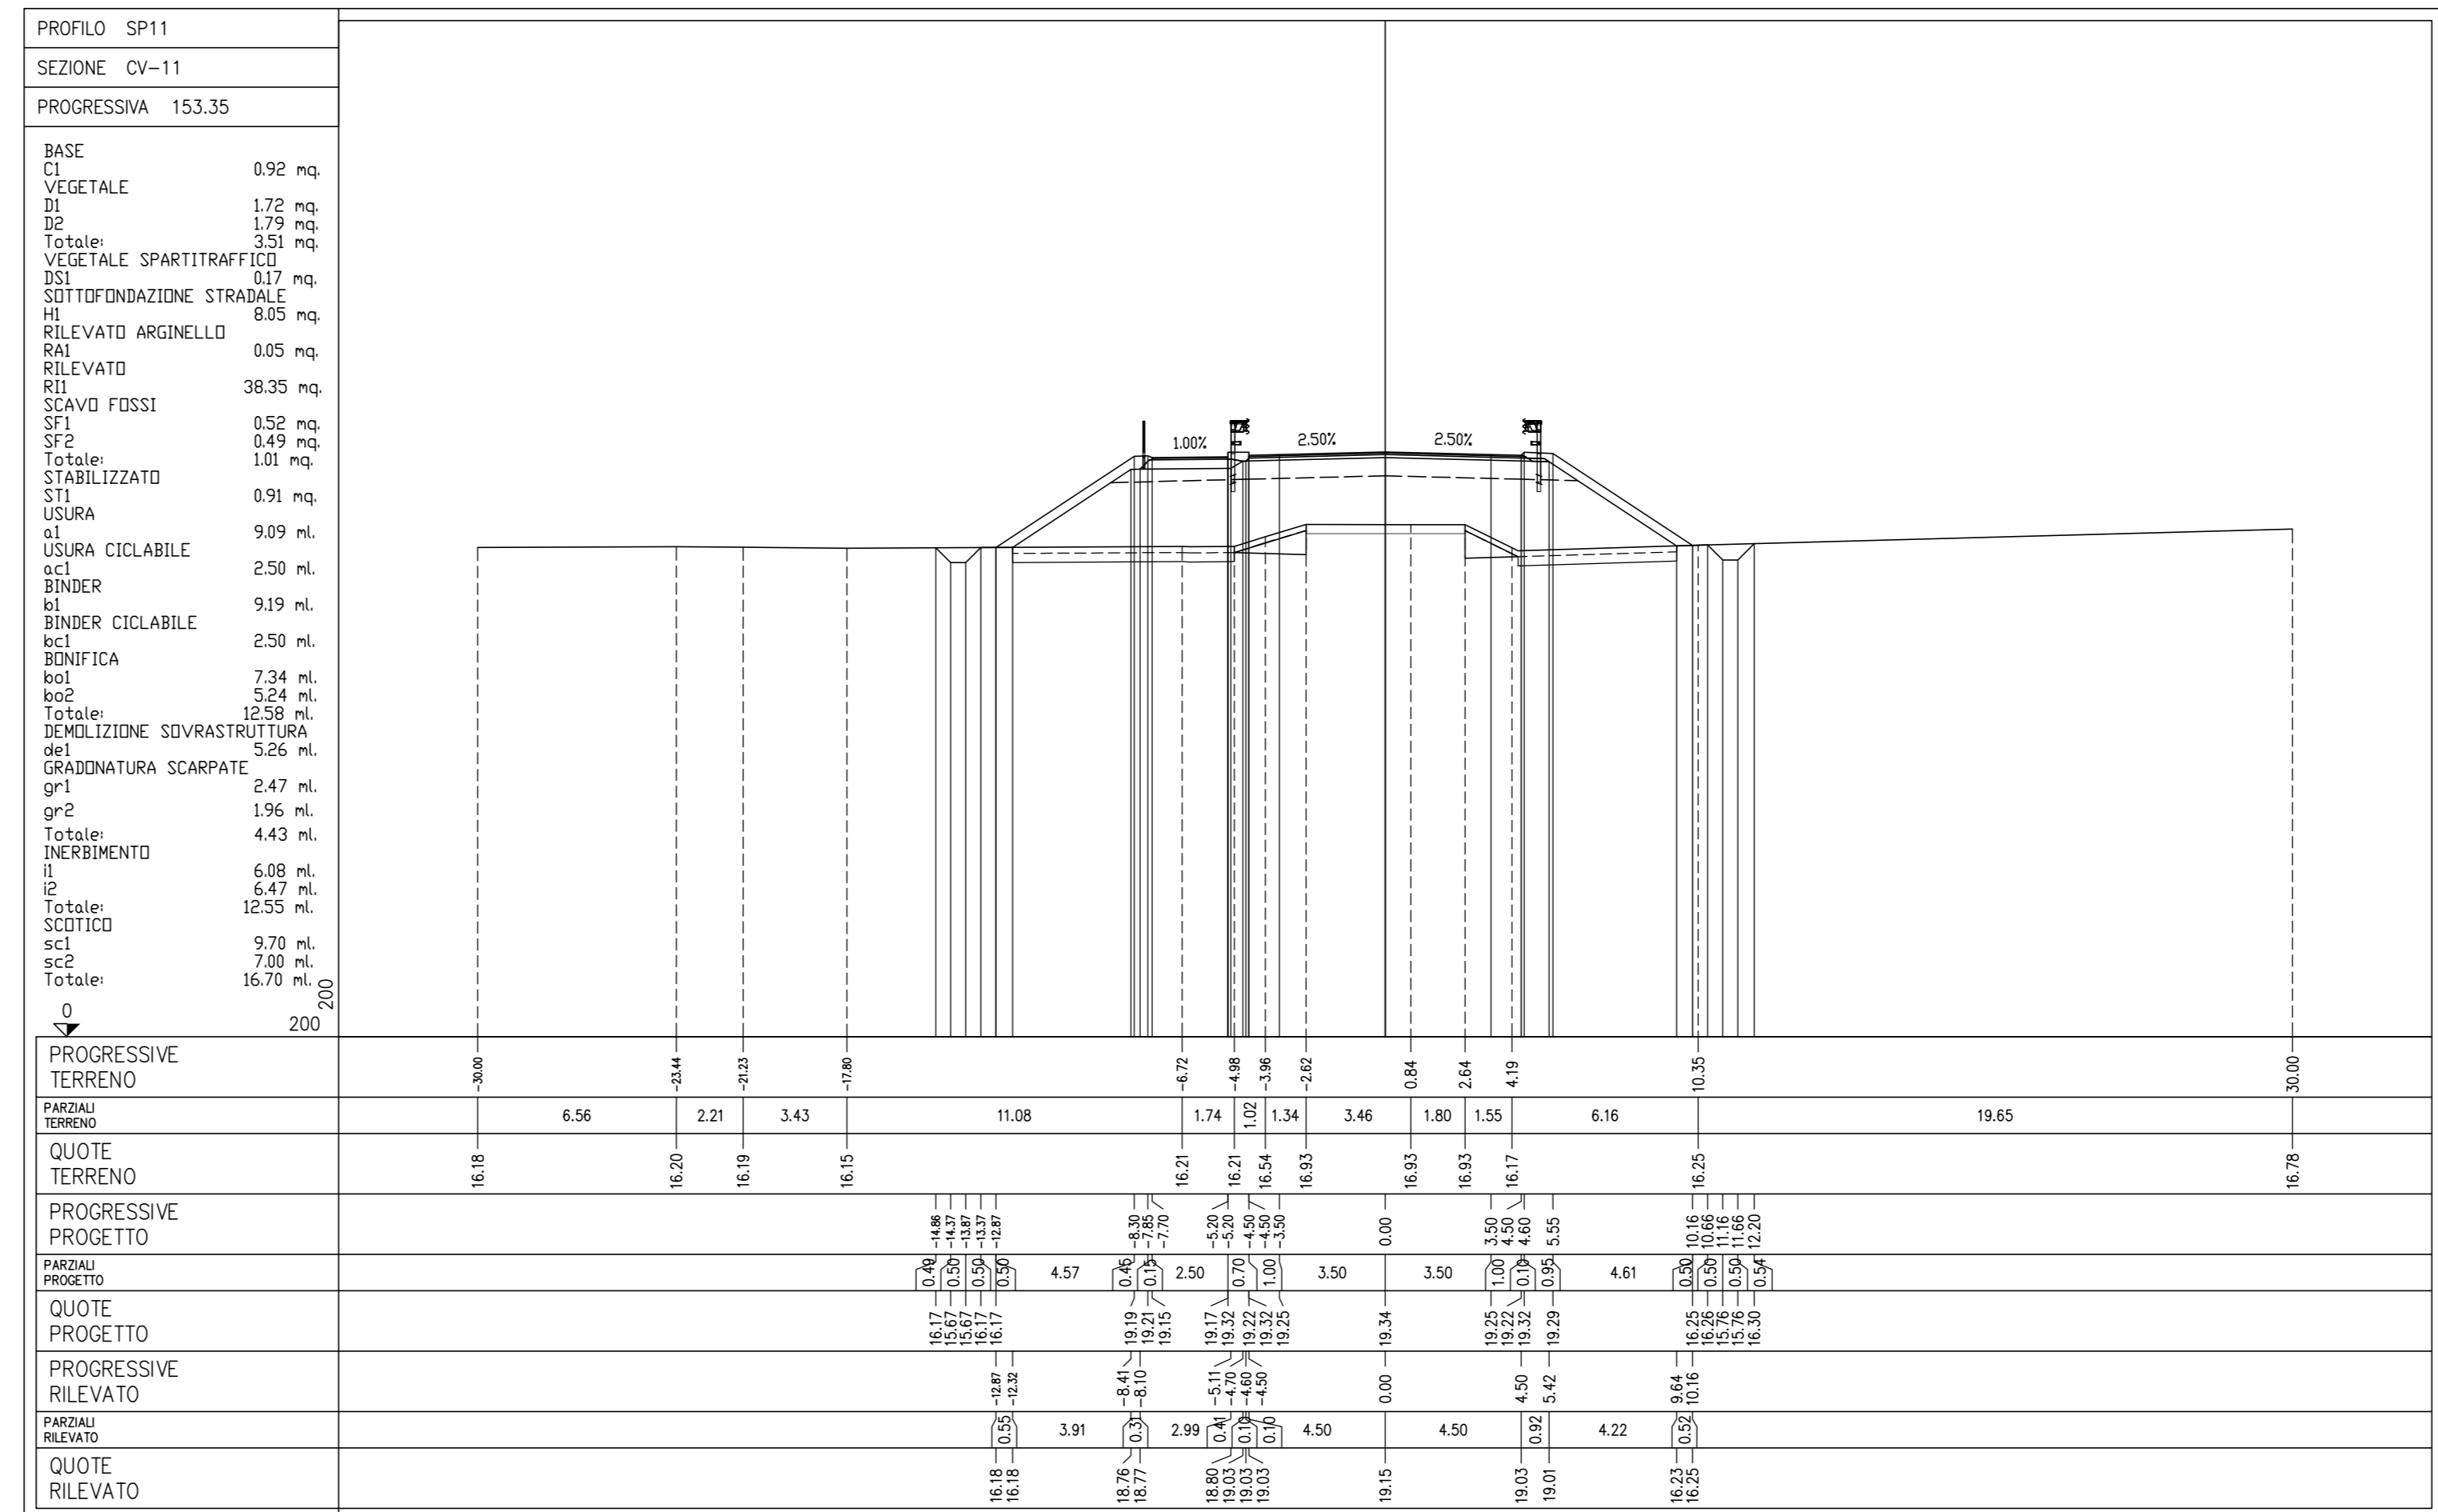 PROFILO SP11
SEZIONE CV-11
PROGRESSIVA 153.35
BASE
C1 0.92 mq.
VEGETALE
D1 1.72 mq.
D2 1.79 mq.
Totale: 3.51 mq.
VEGETALE SPARTITRAFFICO
DS1 0.17 mq.
SOTTOFONDAZIONE STRADALE
H1 8.05 mq.
RILEVATO ARGINELLO
RA1 0.05 mq.
RILEVATO
RI1 38.35 mq.
SCAVO FOSSI
SF1 0.52 mq.
SF2 0.49 mq.
Totale: 1.01 mq.
STABILIZZATO
ST1 0.91 mq.
USURA
a1 9.09 ml.
USURA CICLABILE
ac1 2.50 ml.
BINDER
b1 9.19 ml.
BINDER CICLABILE
bc1 2.50 ml.
BONIFICA
bo1 7.34 ml.
bo2 5.24 ml.
Totale: 12.58 ml.
DEMOLIZIONE SOVRASTRUTTURA
de1 5.26 ml.
GRADONATURA SCARPATE
gr1 2.47 ml.
gr2 1.96 ml.
Totale: 4.43 ml.
INERBIMENTO
i1 6.08 ml.
i2 6.47 ml.
Totale: 12.55 ml.
SCOTICO
sc1 9.70 ml.
sc2 7.00 ml.
Totale: 16.70 ml.
0 200
200
1.00% 2.50% 2.50%
PROGRESSIVE
TERRENO
-30.00 -23.44 -21.23 -17.80 -6.72 -4.98 -3.96 -2.62 0.84 2.64 4.19 10.35 30.00
PARZIALI
TERRENO
6.56 2.21 3.43 11.08 1.74 1.02 1.34 3.46 1.80 1.55 6.16 19.65
QUOTE
TERRENO
16.18 16.20 16.19 16.15 16.21 16.21 16.54 16.93 16.93 16.93 16.17 16.25 16.78
PROGRESSIVE
PROGETTO
-14.86 -14.37 -13.87 -13.37 -12.87 -8.30 -7.85 -7.70 -5.20 -5.20 -4.50 -4.50 -3.50 0.00 3.50 4.50 4.60 5.55 10.16 10.66 11.16 11.66 12.20
PARZIALI
PROGETTO
0.49 0.50 0.50 0.50 4.57 0.45 0.15 2.50 0.70 1.00 3.50 3.50 1.00 0.10 0.95 4.61 0.50 0.50 0.50 0.54
QUOTE
PROGETTO
16.17 15.67 15.67 16.17 16.17 19.19 19.21 19.15 19.17 19.32 19.22 19.32 19.25 19.34 19.25 19.22 19.32 19.29 16.25 16.26 15.76 15.76 16.30
PROGRESSIVE
RILEVATO
-12.87 -12.32 -8.41 -8.10 -5.11 -4.70 -4.60 -4.50 0.00 4.50 5.42 9.64 10.16
PARZIALI
RILEVATO
0.55 3.91 0.31 2.99 0.41 0.10 0.10 4.50 4.50 0.92 4.22 0.52
QUOTE
RILEVATO
16.18 16.18 18.76 18.77 18.80 19.03 19.03 19.03 19.15 19.03 19.01 16.23 16.25